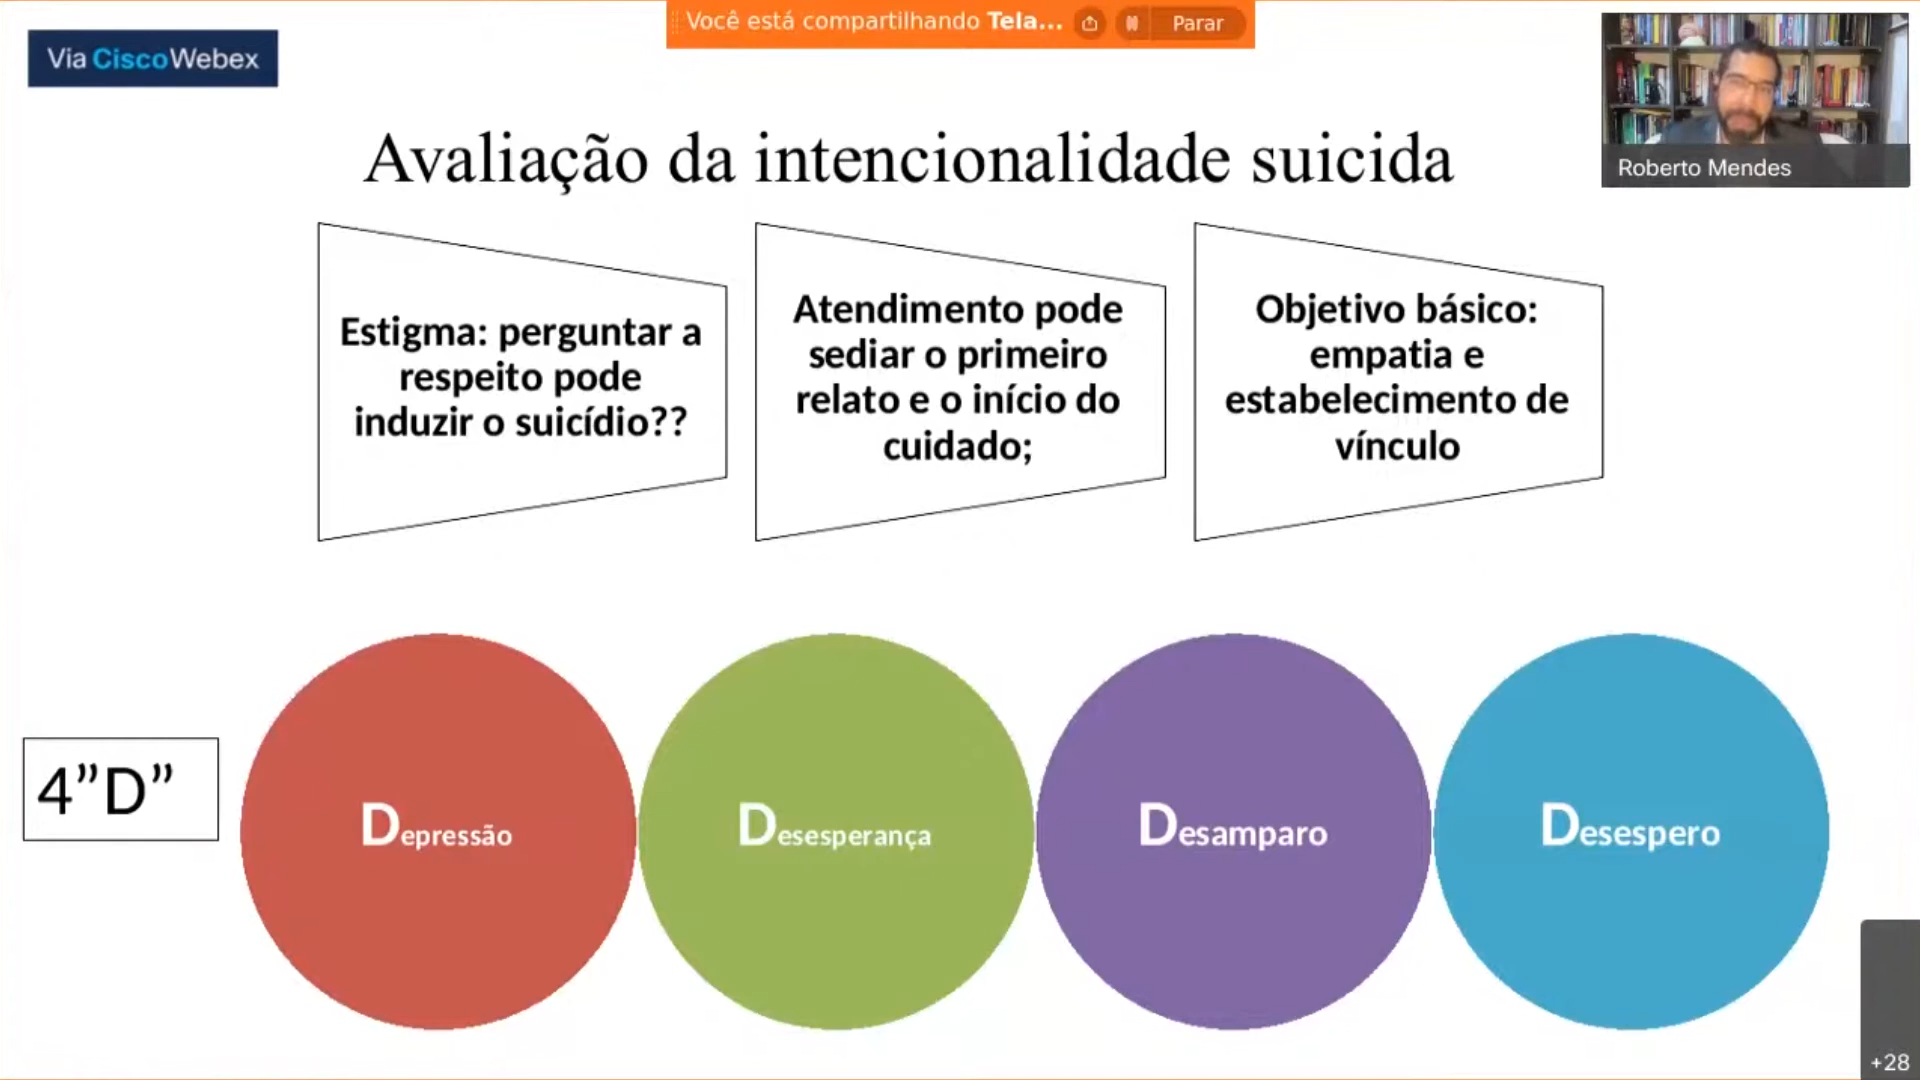 Você está compartilhando Tela...
Parar
Via CiscoWebex
Roberto Mendes
Avaliação da intencionalidade suicida
Estigma: perguntar a
respeito pode
induzir o suicídio??
Atendimento pode
sediar o primeiro
relato e o início do
cuidado;
Objetivo básico:
empatia e
estabelecimento de
vínculo
4”D”
Depressão
Desesperança
Desamparo
Desespero
+28